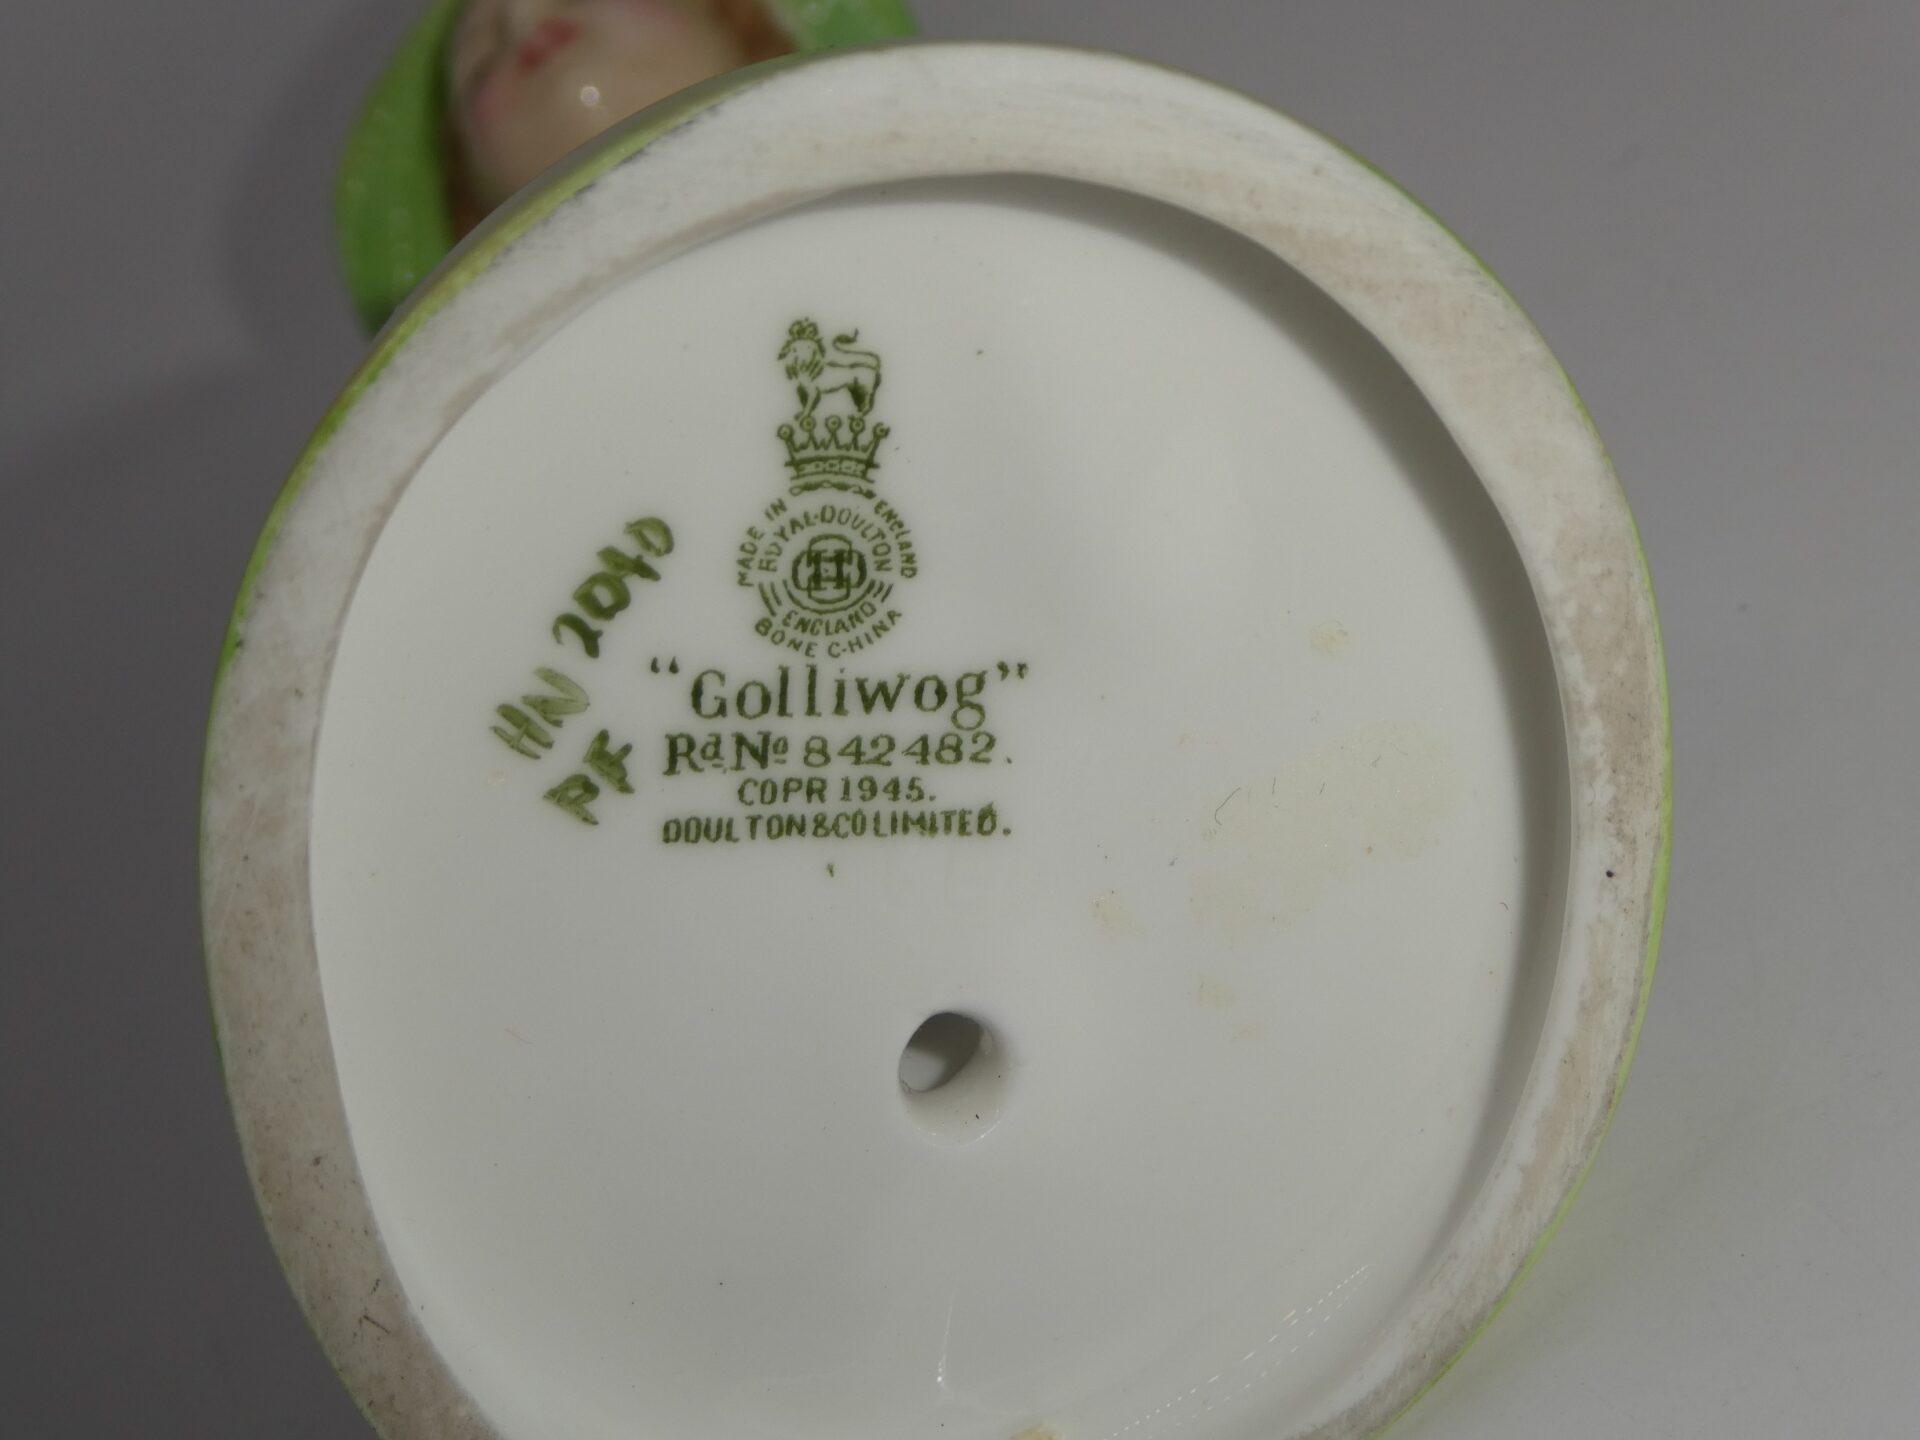 MADE IN ENGLAND
ROYAL·DOULTON
ENGLAND
BONE CHINA
HN 2040
PK
"Golliwog"
Rd No 842482.
COPR 1945.
DOULTON & CO LIMITED.